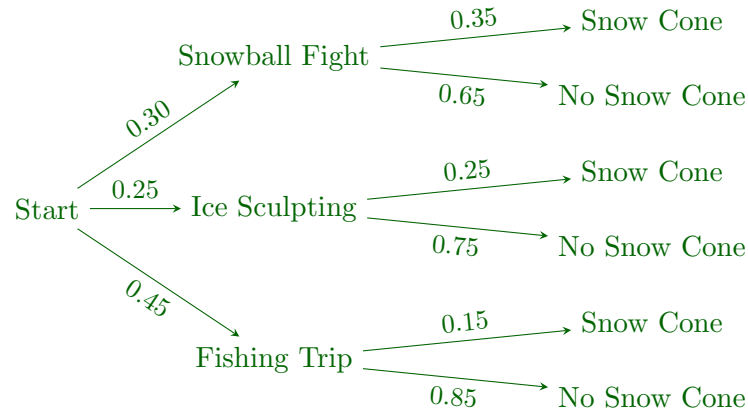 0.35
Snow Cone
Snowball Fight
0.65
No Snow Cone
0.30
0.25
Snow Cone
0.25
Start
Ice Sculpting
0.75
No Snow Cone
0.45
0.15
Snow Cone
Fishing Trip
0.85
No Snow Cone